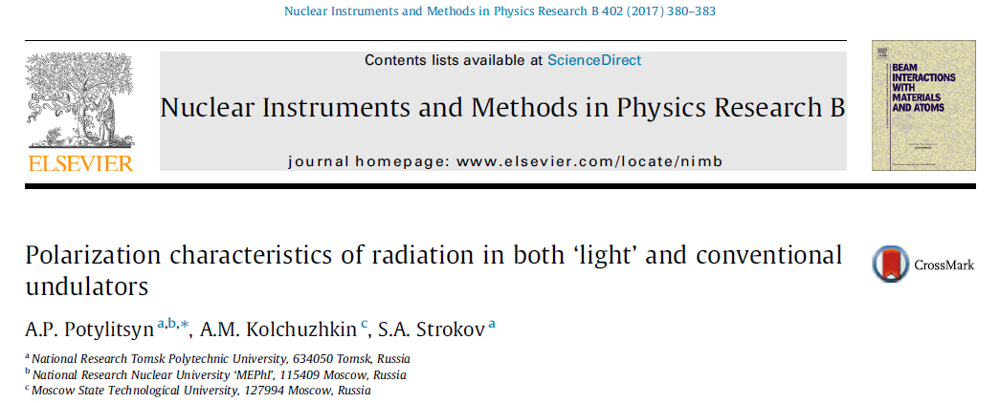 Nuclear Instruments and Methods in Physics Research B 402 (2017) 380–383
Contents lists available at ScienceDirect
Nuclear Instruments and Methods in Physics Research B
journal homepage: www.elsevier.com/locate/nimb
ELSEVIER
BEAM
INTERACTIONS
WITH
MATERIALS
AND ATOMS
Polarization characteristics of radiation in both ‘light’ and conventional
undulators
CrossMark
A.P. Potylitsyn a,b,*, A.M. Kolchuzhkin c, S.A. Strokov a
a National Research Tomsk Polytechnic University, 634050 Tomsk, Russia
b National Research Nuclear University ‘MEPhI’, 115409 Moscow, Russia
c Moscow State Technological University, 127994 Moscow, Russia